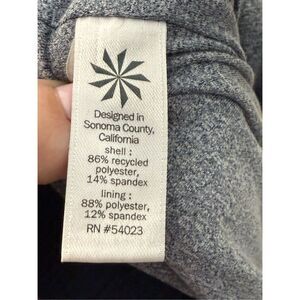 Designed in
Sonoma County,
California
shell :
86% recycled
polyester,
14% spandex
lining :
88% polyester,
12% spandex
RN #54023